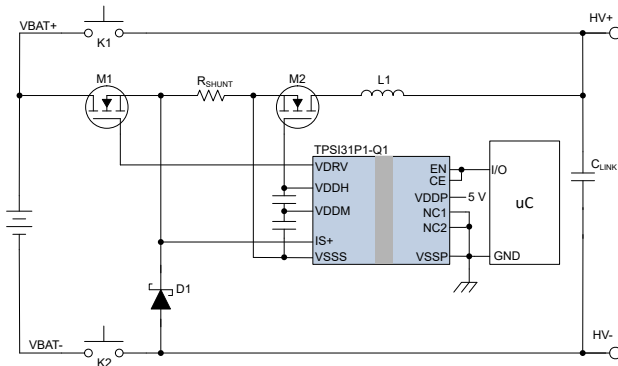 VBAT+
K1
HV+
M1
RSHUNT
M2
L1
TPSI31P1-Q1
VDRV
EN
I/O
CE
VDDH
VDDP
5 V
uC
CLINK
VDDM
NC1
NC2
IS+
VSSS
VSSP
GND
D1
VBAT-
K2
HV-